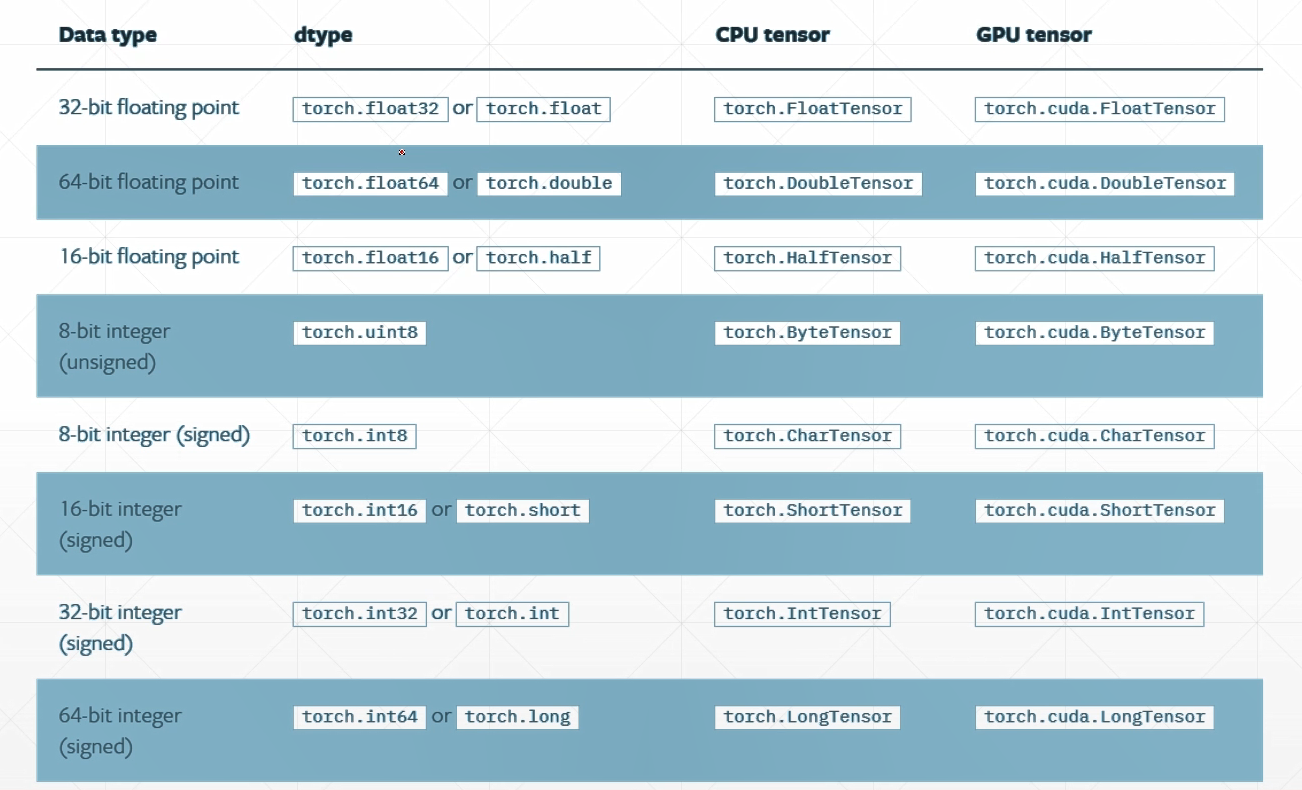 Data type dtype CPU tensor GPU tensor
32-bit floating point torch.float32 or torch.float torch.FloatTensor torch.cuda.FloatTensor
64-bit floating point torch.float64 or torch.double torch.DoubleTensor torch.cuda.DoubleTensor
16-bit floating point torch.float16 or torch.half torch.HalfTensor torch.cuda.HalfTensor
8-bit integer torch.uint8 torch.ByteTensor torch.cuda.ByteTensor
(unsigned)
8-bit integer (signed) torch.int8 torch.CharTensor torch.cuda.CharTensor
16-bit integer torch.int16 or torch.short torch.ShortTensor torch.cuda.ShortTensor
(signed)
32-bit integer torch.int32 or torch.int torch.IntTensor torch.cuda.IntTensor
(signed)
64-bit integer torch.int64 or torch.long torch.LongTensor torch.cuda.LongTensor
(signed)